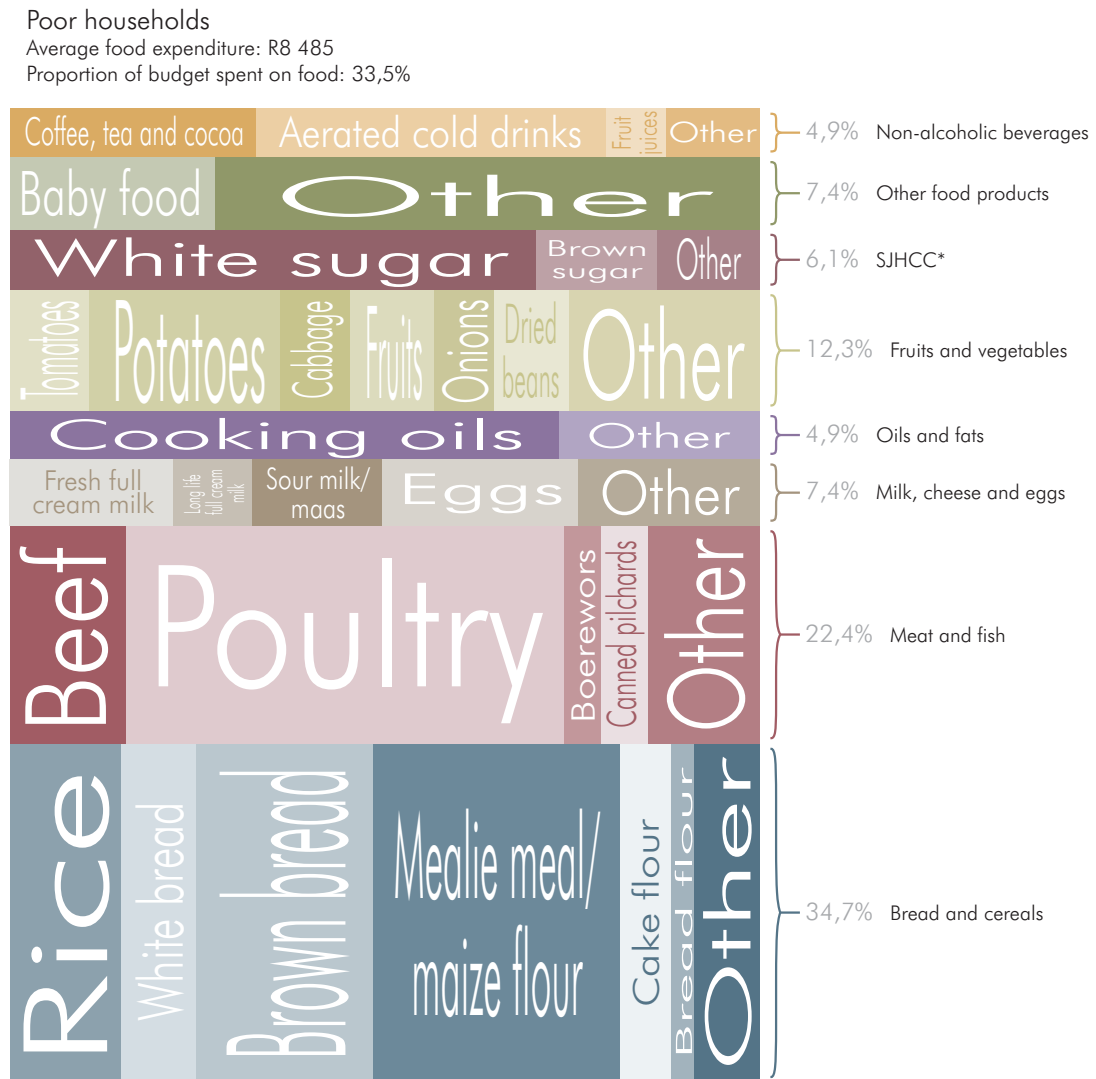 Poor households
Average food expenditure: R8 485
Proportion of budget spent on food: 33,5%
Coffee, tea and cocoa
Aerated cold drinks
Fruit
juices
Other
4,9% Non-alcoholic beverages
Baby food
Other
7,4% Other food products
White sugar
Brown
sugar
Other
6,1% SJHCC*
Tomatoes
Potatoes
Cabbage
Fruits
Onions
Dried
beans
Other
12,3% Fruits and vegetables
Cooking oils
Other
4,9% Oils and fats
Fresh full
cream milk
Long life
full cream
milk
Sour milk/
maas
Eggs
Other
7,4% Milk, cheese and eggs
Beef
Poultry
Boerewors
Canned pilchards
Other
22,4% Meat and fish
Rice
White bread
Brown bread
Mealie meal/
maize flour
Cake flour
Bread flour
Other
34,7% Bread and cereals